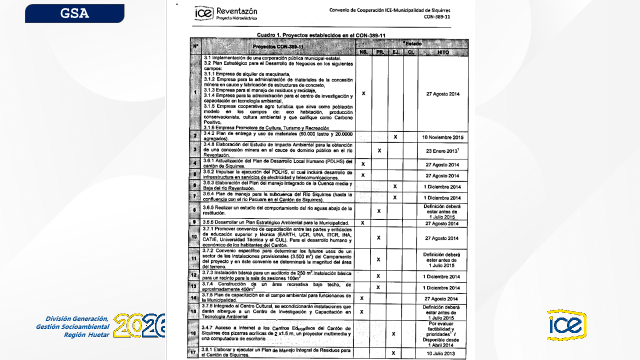 GSA
ice Reventazón
Proyecto Hidroeléctrico
Convenio de Cooperación ICE-Municipalidad de Siquirres
CON-389-11
Cuadro 1. Proyectos establecidos en el CON-389-11
Nº Proyectos CON-389-11 Estado HITO
NS. PR. EJ. CL.
3.1 Implementación de una corporación pública municipal-estatal.
3.2 Plan Estratégico para el Desarrollo de Negocios en los siguientes
campos:
3.1.1 Empresa de alquiler de maquinaria,
3.1.2 Empresa para la administración de materiales de la concesión
minera en cauce y fabricación de estructuras de concreto,
3.1.3 Empresa para el manejo de residuos y reciclaje,
3.1.4 Empresa para la administración para el centro de investigación y
capacitación en tecnología ambiental,
3.1.5 Empresa cooperativa agro turística que sirva como población
modelo en los campos de: eco habitación, producción
conservacionista, cultura ambiental y que califique como Carbono
Positivo.
3.1.6 Empresa Promotora de Cultura, Turismo y Recreación
1 X 27 Agosto 2014
2 3.4.2 Plan de entrega y uso de materiales (60.000 lastre y 20.0000
agregados). X 10 Noviembre 2015
3 3.4.8 Elaboración del Estudio de Impacto Ambiental para la obtención
de una concesión minera en el cauce de dominio público en el río
Reventazón. X 23 Enero 2013
4 3.6.1 Actualización del Plan de Desarrollo Local Humano (PDLHS) del
cantón de Siquirres. X 27 Agosto 2014
5 3.6.2 Impulsar la ejecución del PDLHS, el cual incluirá desarrollo de
infraestructura en servicios de electricidad y telecomunicaciones. X 27 Agosto 2014
6 3.6.3 Elaboración del Plan de manejo Integrado de la Cuenca media y
Baja del río Reventazón. X 1 Diciembre 2014
7 3.6.4 Plan de manejo para la subcuenca del Río Siquirres (hasta la
confluencia con el río Pacuare en el Cantón de Siquirres). X 1 Diciembre 2014
8 3.6.5 Realizar un estudio del comportamiento del río aguas abajo de la
restitución. X Definición deberá
estar antes de
1 Julio 2015
9 3.6.6 Desarrollar un Plan Estratégico Ambiental para la Municipalidad. X 27 Agosto 2014
10 3.7.1 Promover convenios de capacitación entre las partes y entidades
de educación superior y técnica (EARTH, UCR, UNA, ITCR, INA,
CATIE, Universidad Técnica y el CUL). Para el desarrollo humano y
económico de los habitantes del Cantón. X 27 Agosto 2014
11 3.7.2 Convenio específico para determinar los futuros usos de un
sector de las instalaciones provisionales (3.500 m²) del Campamento
del proyecto y en este convenio se determinará la magnitud del área
del terreno. X Definición deberá
estar antes de
1 Julio 2015
12 3.7.3 Instalación básica para un auditorio de 250 m². Instalación básica
para un recinto para la sala de sesiones 100m² X 1 Diciembre 2014
13 3.7.4 Construcción de un área recreativa bajo techo, de
aproximadamente 400m² X 1 Diciembre 2014
14 3.7.5 Plan de capacitación en el campo ambiental para funcionarios de
la Municipalidad. X 27 Agosto 2014
15 3.7.6 Integrado al Centro Cultural, se acondicionarán instalaciones que
darán albergue a un Centro de Investigación y Capacitación en
Tecnología Ambiental X Definición deberá
estar antes de
1 Julio 2015
16 3.4.7 Acceso a internet a los Centros Educativos del Cantón de
Siquirres dos pizarras acrílicas de 2 x1.5 m, un proyector multimedia y
una computadora de escritorio X Por evaluar
factibilidad y
prioridades
Disponible desde
1 Abril 2014
17 3.8.1 Elaborar y ejecutar un Plan de Manejo Integral de Residuos para
el Cantón de Siquirres. X 10 Julio 2013
División Generación,
Gestión Socioambiental
Región Huetar
2026
ice